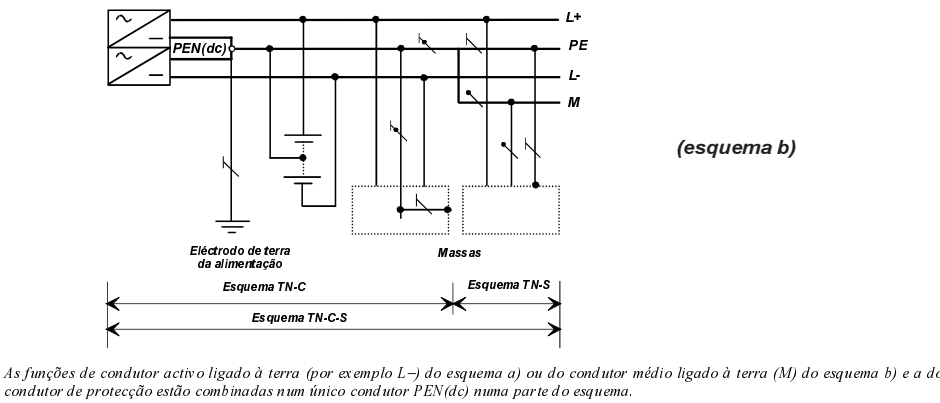 L+
PEN(dc)
PE
L-
M
(esquema b)
Eléctrodo de terra
da alimentação
Massas
Esquema TN-C
Esquema TN-S
Esquema TN-C-S
As funções de condutor activo ligado à terra (por exemplo L–) do esquema a) ou do condutor médio ligado à terra (M) do esquema b) e a do
condutor de protecção estão combinadas num único condutor PEN(dc) numa parte do esquema.